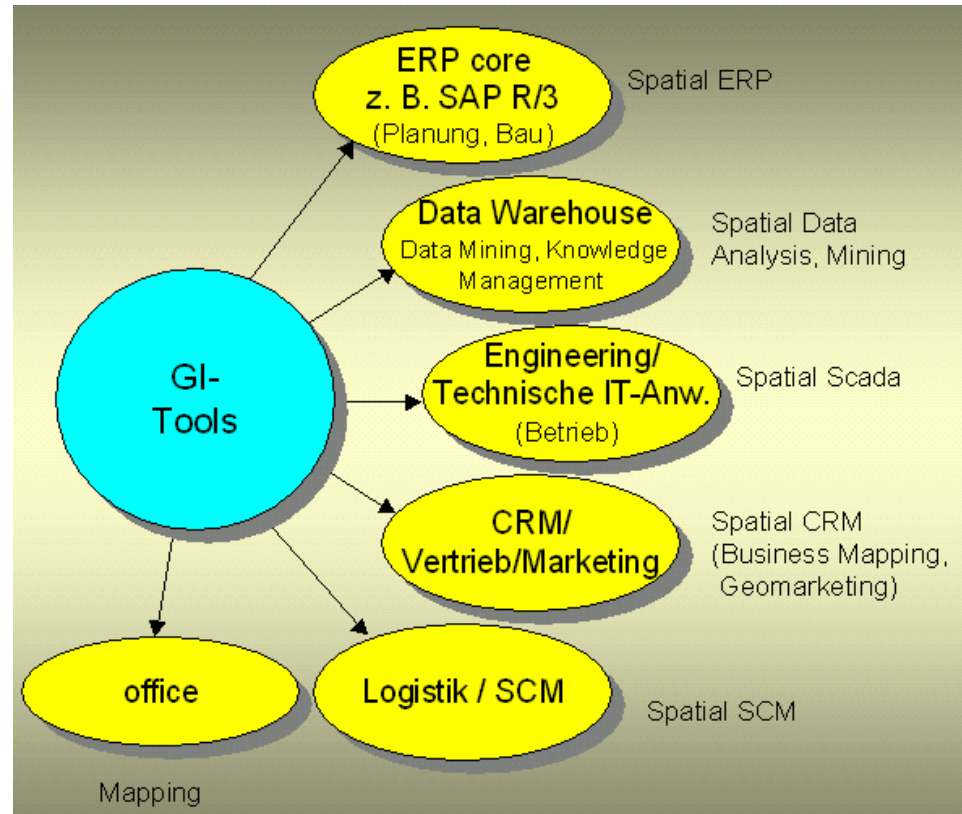 ERP core
z. B. SAP R/3
(Planung, Bau)
Spatial ERP
Data Warehouse
Data Mining, Knowledge
Management
Spatial Data
Analysis, Mining
GI-
Tools
Engineering/
Technische IT-Anw.
(Betrieb)
Spatial Scada
CRM/
Vertrieb/Marketing
Spatial CRM
(Business Mapping,
Geomarketing)
office
Mapping
Logistik / SCM
Spatial SCM